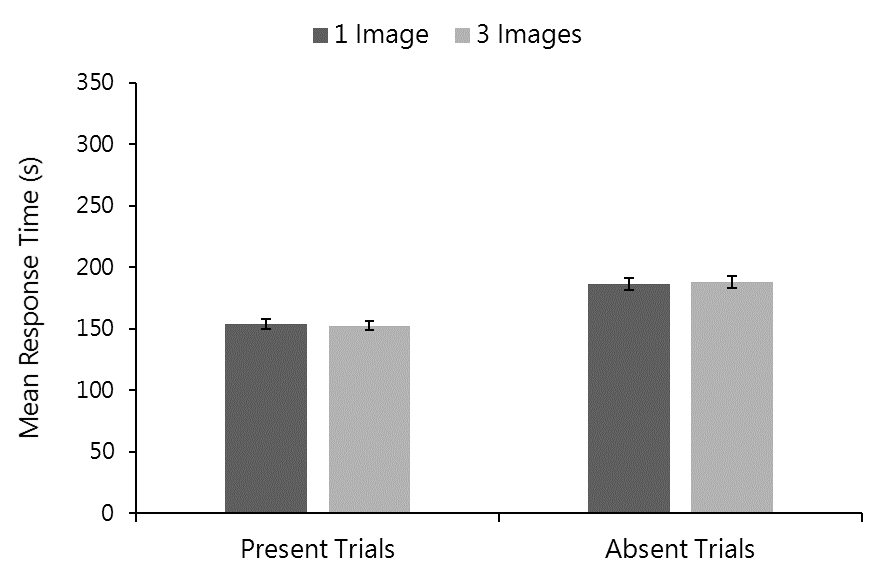 1 Image 3 Images
350
300
250
200
150
100
50
0
Mean Response Time (s)
Present Trials Absent Trials